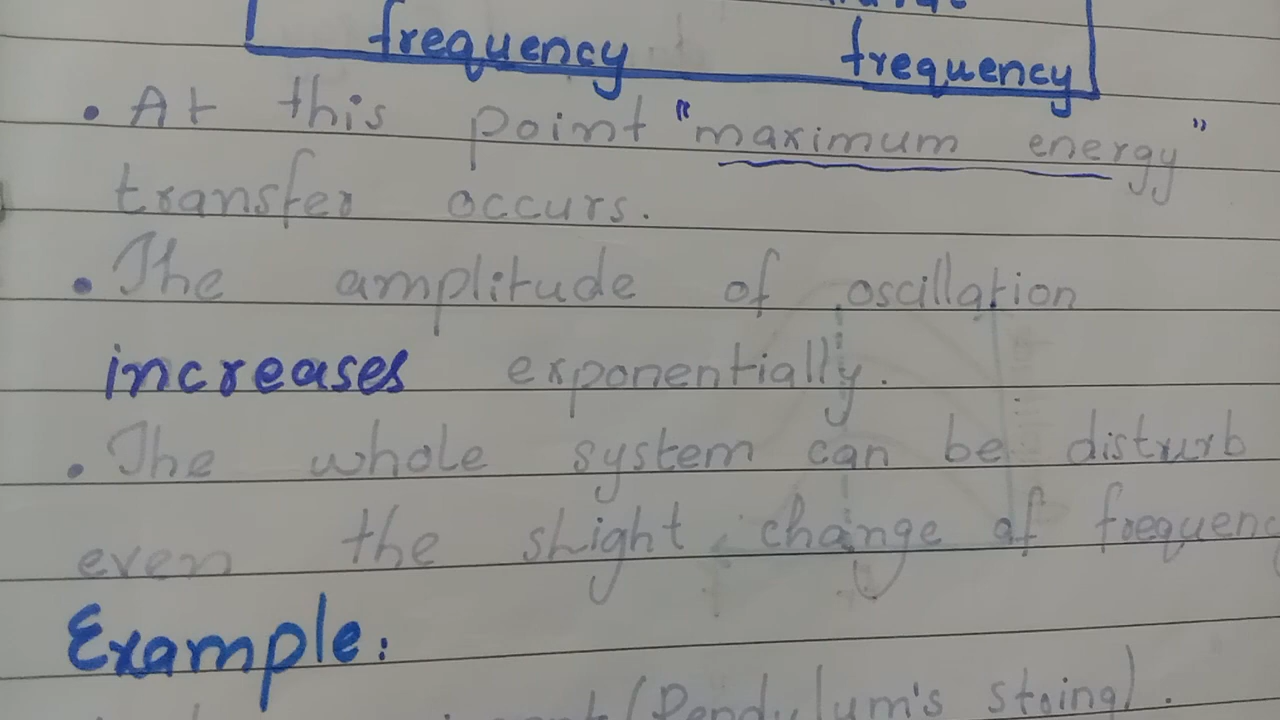 frequency frequency
• At this point "maximum energy"
transfer occurs.
• The amplitude of oscillation
increases exponentially.
• The whole system can be disturb
even the slight change of frequenc
Example:
(Pendulum's string).